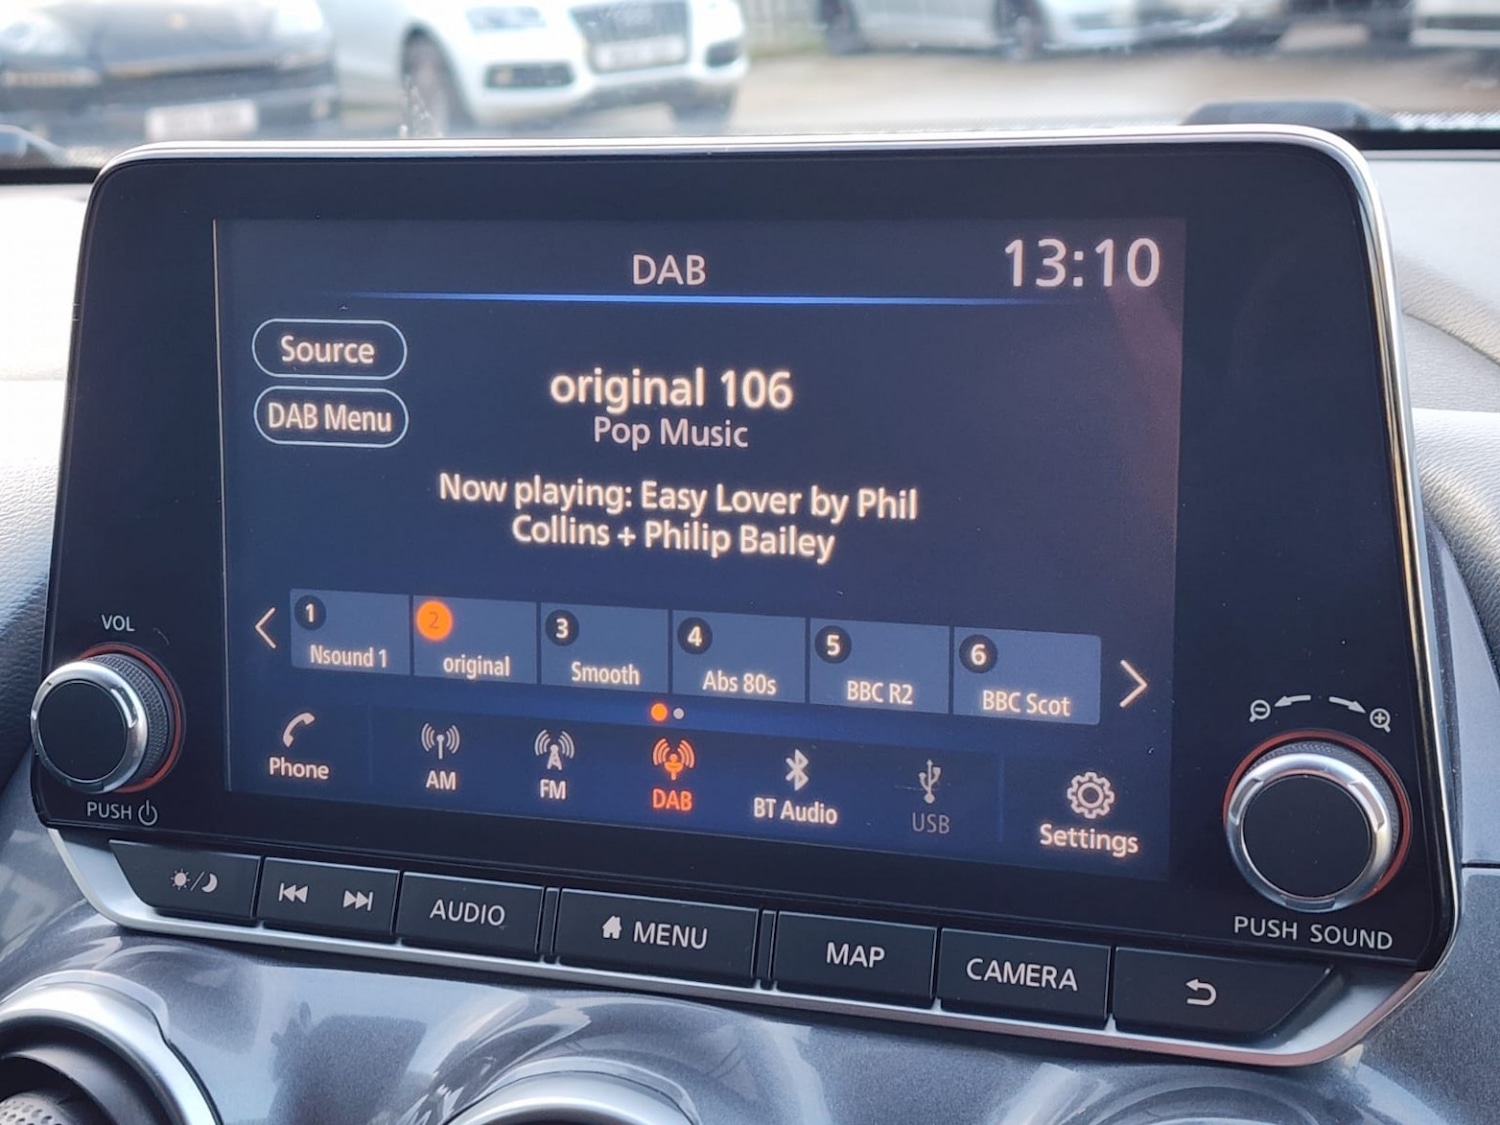 DAB
13:10
Source
DAB Menu
original 106
Pop Music
Now playing: Easy Lover by Phil
Collins + Philip Bailey
1
Nsound 1
2
original
3
Smooth
4
Abs 80s
5
BBC R2
6
BBC Scot
Phone
AM
FM
DAB
BT Audio
USB
Settings
VOL
PUSH
PUSH SOUND
AUDIO
MENU
MAP
CAMERA